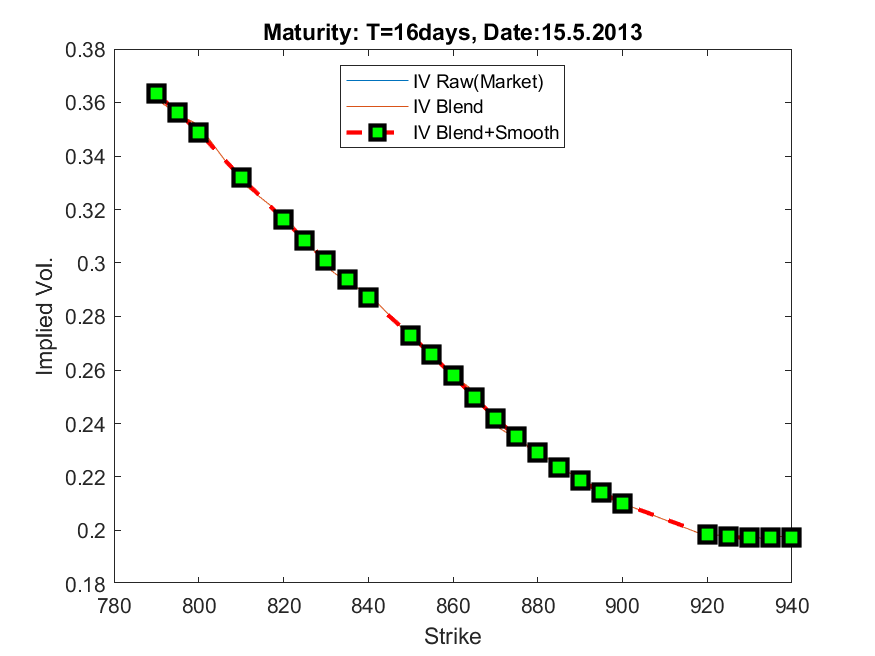 Maturity: T=16days, Date:15.5.2013
0.38
0.36
0.34
0.32
0.3
0.28
0.26
0.24
0.22
0.2
0.18
Implied Vol.
IV Raw(Market)
IV Blend
IV Blend+Smooth
780 800 820 840 860 880 900 920 940
Strike